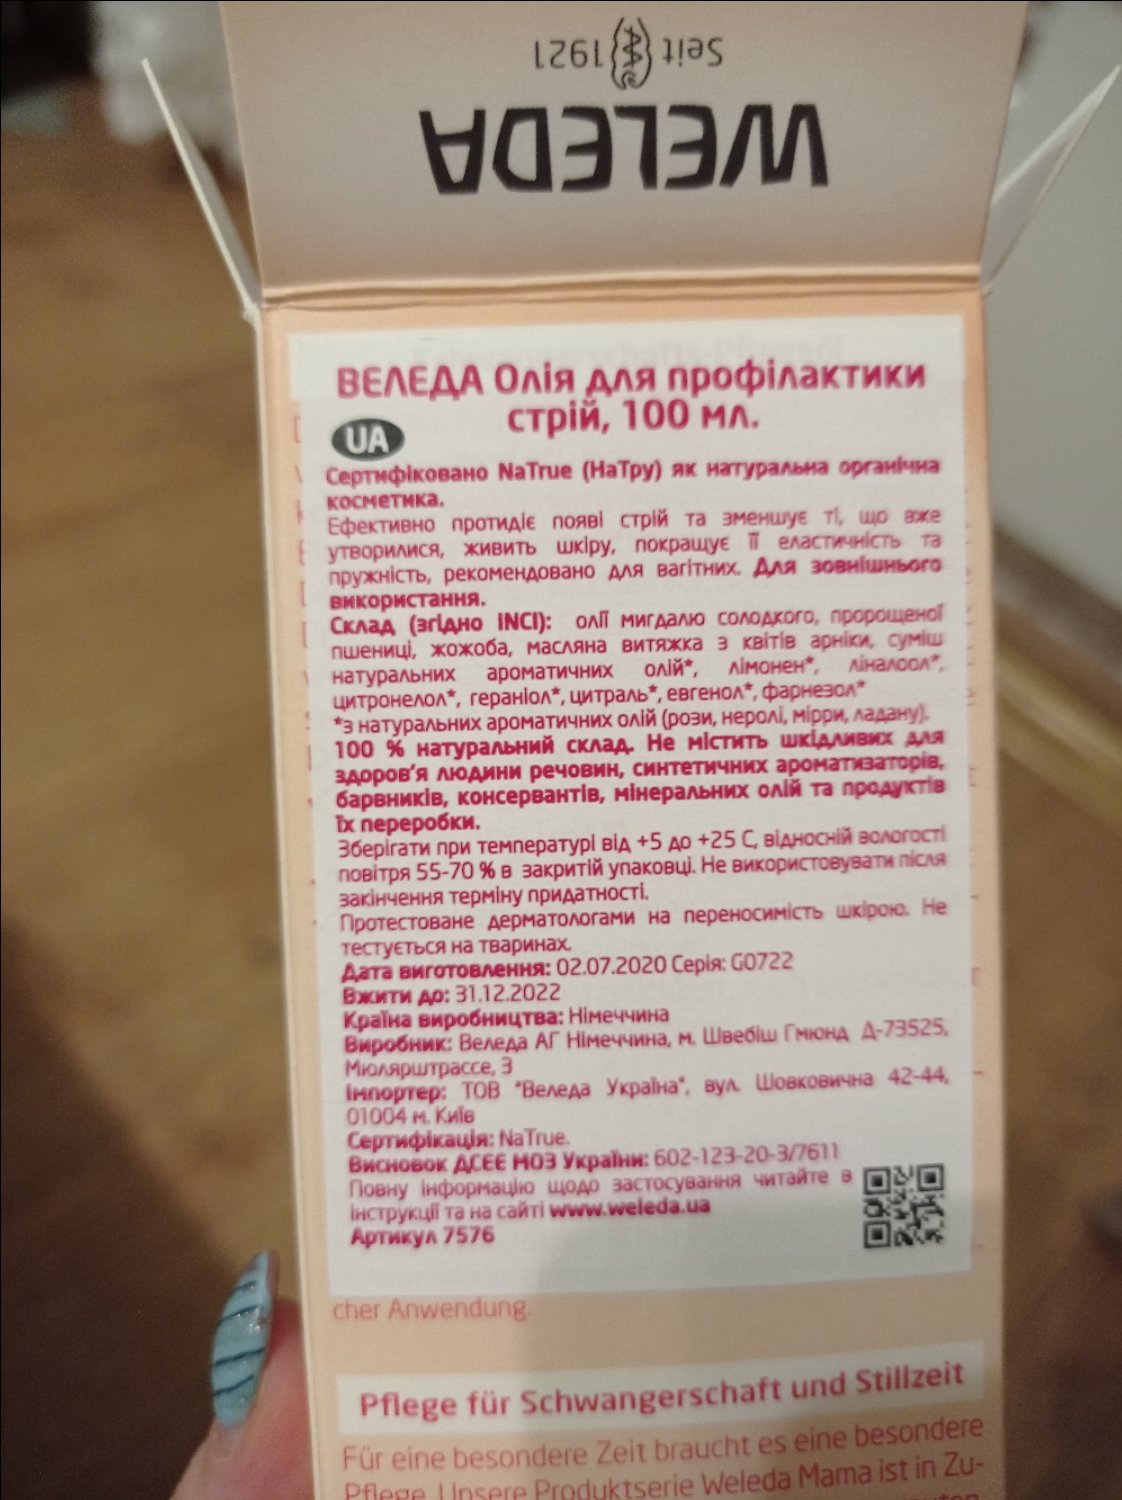 Seit 1921
WELEDA
ВЕЛЕДА Олія для профілактики
стрій, 100 мл.
UA
Сертифіковано NaTrue (НаТру) як натуральна органічна
косметика.
Ефективно протидіє появі стрій та зменшує ті, що вже
утворилися, живить шкіру, покращує її еластичність та
пружність, рекомендовано для вагітних. Для зовнішнього
використання.
Склад (згідно INCI): олії мигдалю солодкого, пророщеної
пшениці, жожоба, масляна витяжка з квітів арніки, суміш
натуральних ароматичних олій*, лімонен*, ліналоол*,
цитронелол*, гераніол*, цитраль*, евгенол*, фарнезол*
*з натуральних ароматичних олій (рози, неролі, мірри, ладану).
100 % натуральний склад. Не містить шкідливих для
здоров’я людини речовин, синтетичних ароматизаторів,
барвників, консервантів, мінеральних олій та продуктів
їх переробки.
Зберігати при температурі від +5 до +25 С, відносній вологості
повітря 55-70 % в закритій упаковці. Не використовувати після
закінчення терміну придатності.
Протестоване дерматологами на переносимість шкірою. Не
тестується на тваринах.
Дата виготовлення: 02.07.2020 Серія: G0722
Вжити до: 31.12.2022
Країна виробництва: Німеччина
Виробник: Веледа АГ Німеччина, м. Швебіш Гмюнд Д-73525,
Мюлярштрассе, 3
Імпортер: ТОВ "Веледа Україна", вул. Шовковична 42-44,
01004 м. Київ
Сертифікація: NaTrue.
Висновок ДСЕЕ МОЗ України: 602-123-20-3/7611
Повну інформацію щодо застосування читайте в
інструкції та на сайті www.weleda.ua
Артикул 7576
cher Anwendung.
Pflege für Schwangerschaft und Stillzeit
Für eine besondere Zeit braucht es eine besondere
Pflege. Unsere Produktserie Weleda Mama ist in Zu-